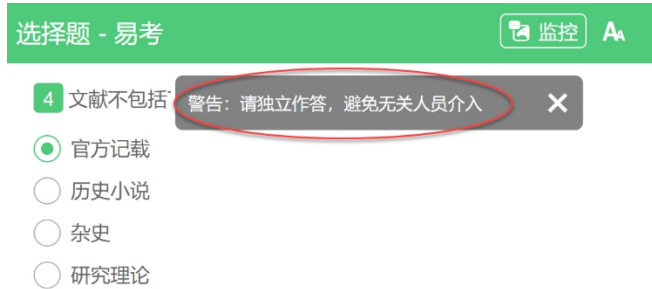 选择题 - 易考
监控 AA
4 文献不包括
警告：请独立作答，避免无关人员介入
官方记载
历史小说
杂史
研究理论